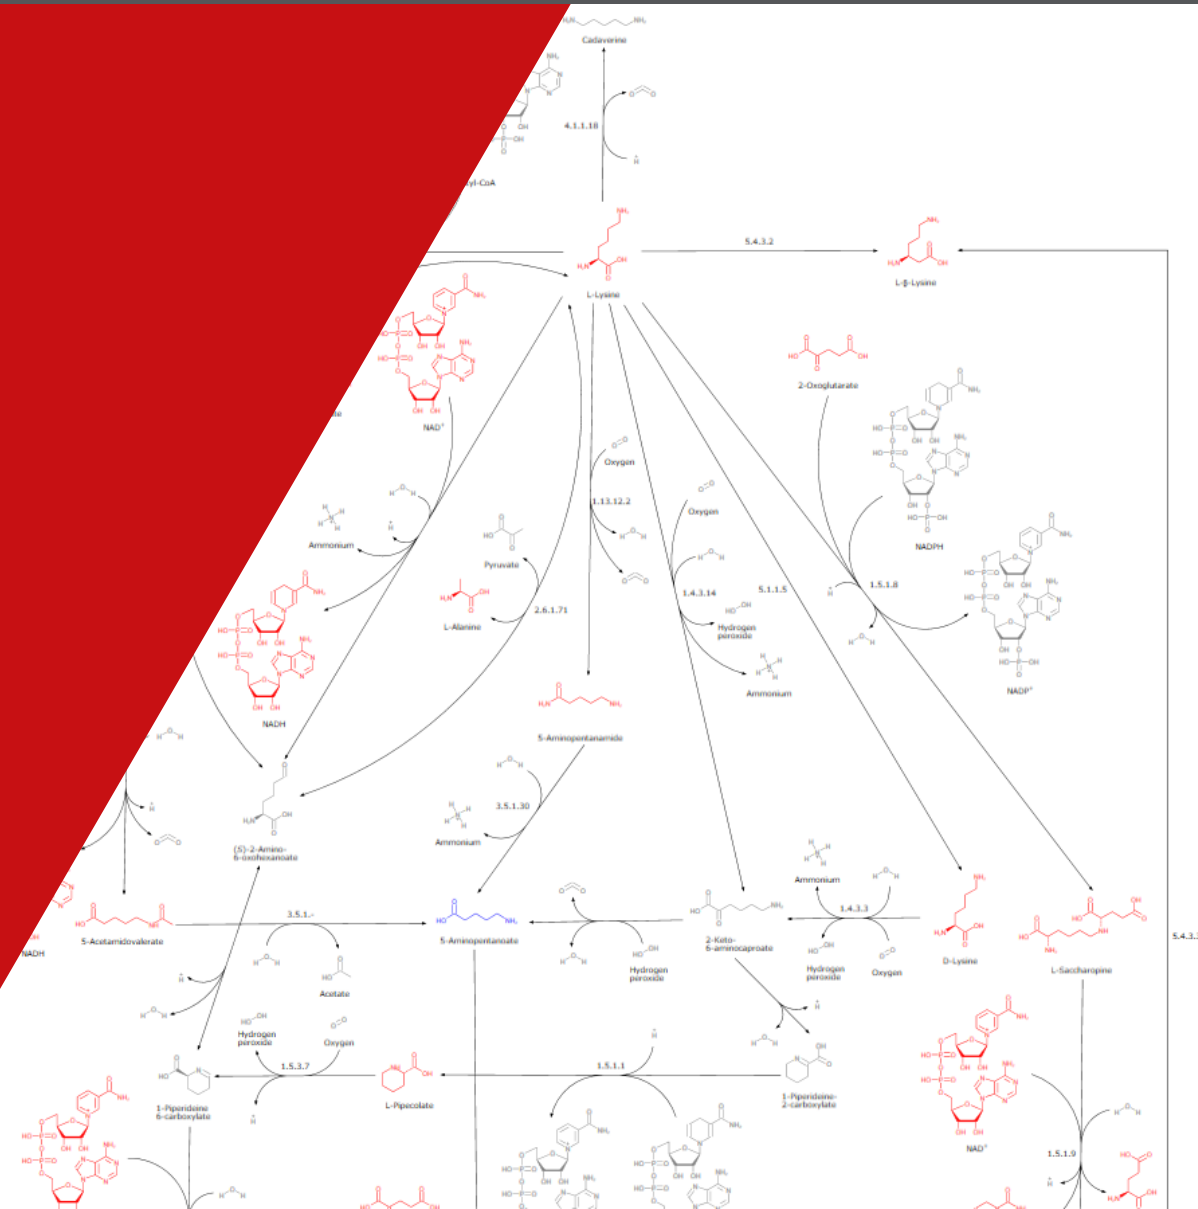 Cadaverine
4.1.1.18
yl-CoA
5.4.3.2
L-Lysine
L-β-Lysine
2-Oxoglutarate
NAD⁺
NADPH
Oxygen
1.13.12.2
Oxygen
Ammonium
Pyruvate
1.4.3.14
5.1.1.5
1.5.1.8
2.6.1.71
L-Alanine
Hydrogen
peroxide
Ammonium
NADP⁺
NADH
5-Aminopentanamide
3.5.1.30
Ammonium
(S)-2-Amino-
6-oxohexanoate
Ammonium
3.5.1.-
1.4.3.3
5-Acetamidovalerate
5-Aminopentanoate
2-Keto-
6-aminocaproate
D-Lysine
L-Saccharopine
5.4.3.
NADH
Hydrogen
peroxide
Hydrogen
peroxide
Oxygen
Acetate
Hydrogen
peroxide
Oxygen
1.5.3.7
1.5.1.1
1-Piperideine
6-carboxylate
L-Pipecolate
1-Piperideine-
2-carboxylate
NAD⁺
1.5.1.9